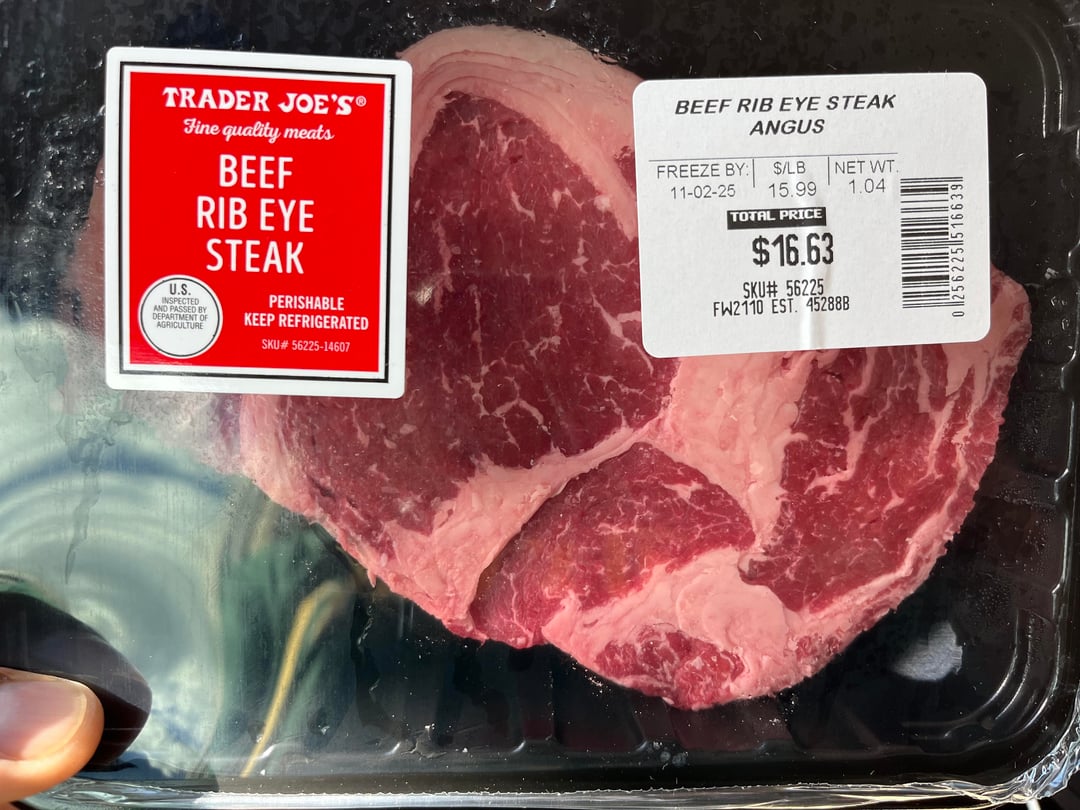 TRADER JOE'S®
Fine quality meats
BEEF
RIB EYE
STEAK
U.S.
INSPECTED
AND PASSED BY
DEPARTMENT OF
AGRICULTURE
PERISHABLE
KEEP REFRIGERATED
SKU# 56225-14607
BEEF RIB EYE STEAK
ANGUS
FREEZE BY: $/LB NET WT.
11-02-25 15.99 1.04
TOTAL PRICE
$16.63
SKU# 56225
FW2110 EST. 45288B
0 256225 516639